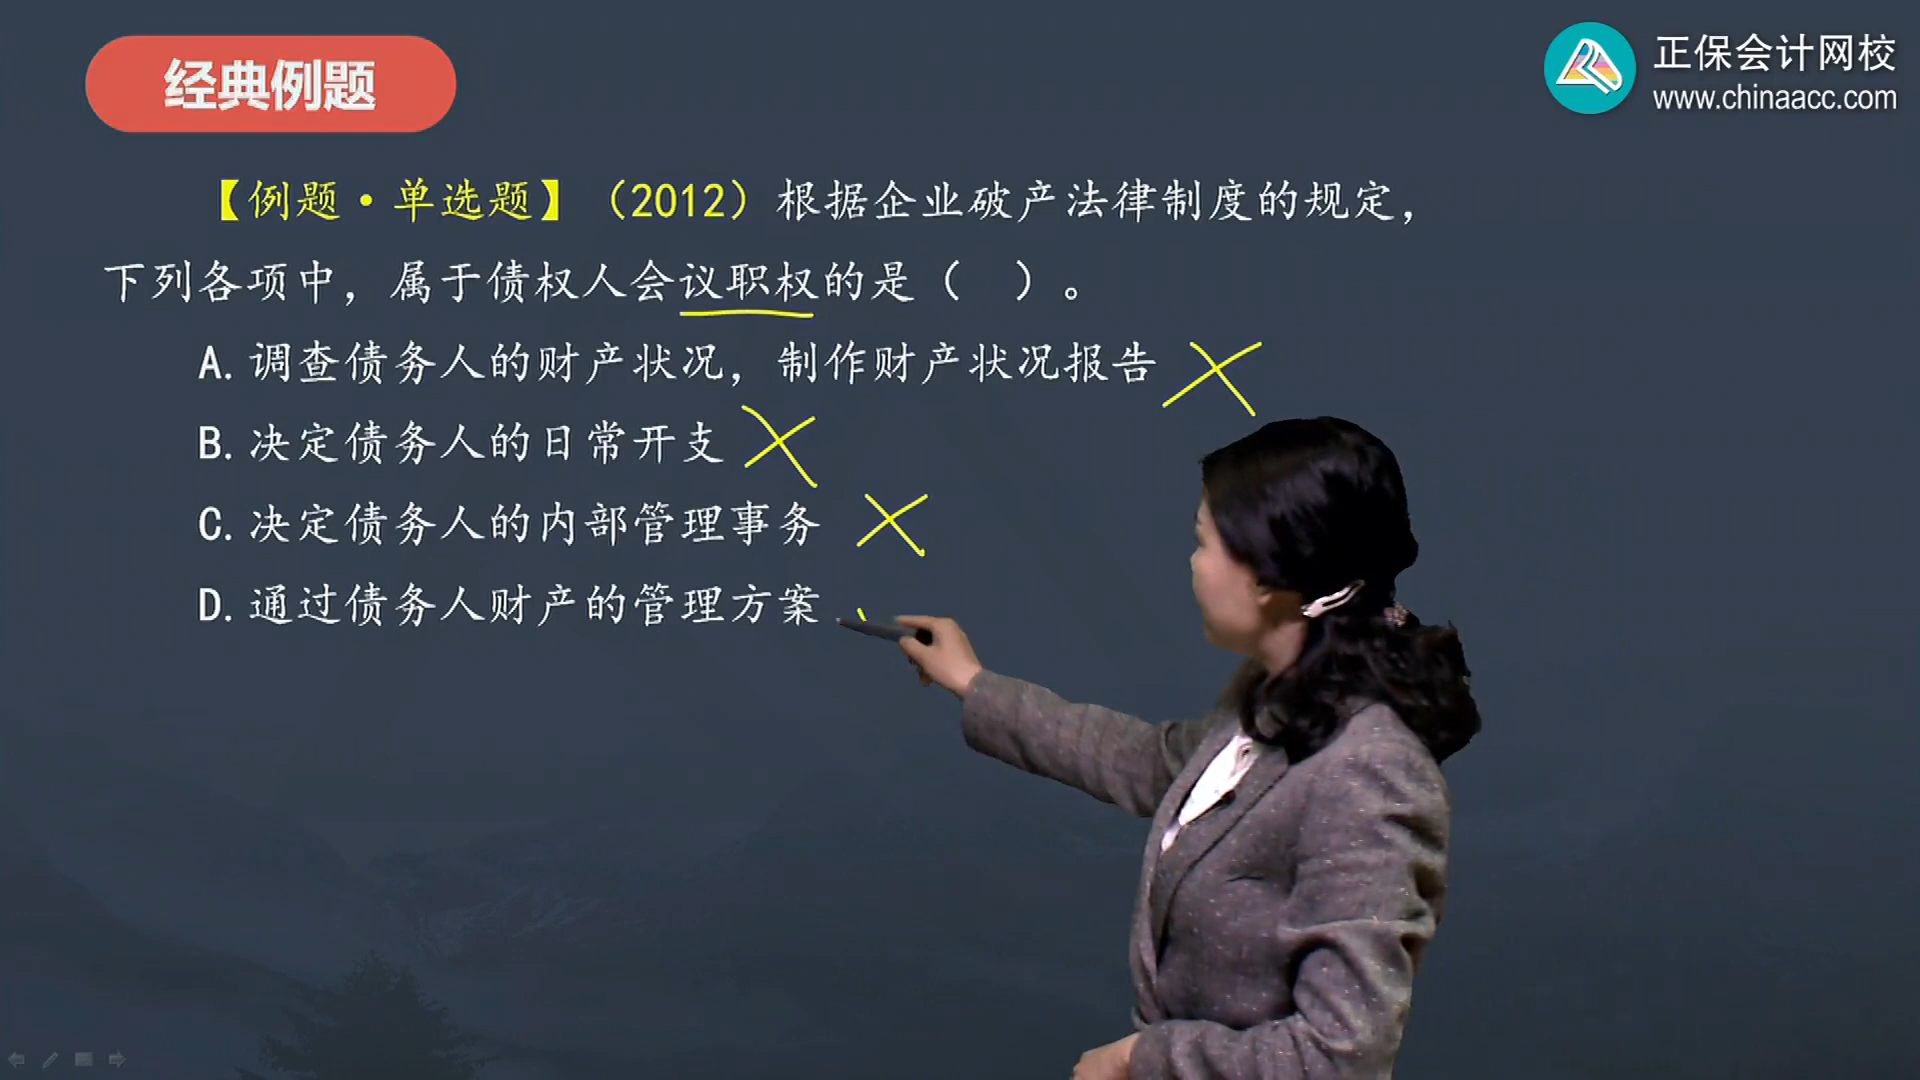 经典例题
正保会计网校
www.chinaacc.com
【例题·单选题】（2012）根据企业破产法律制度的规定，
下列各项中，属于债权人会议职权的是（ ）。
A. 调查债务人的财产状况，制作财产状况报告
B. 决定债务人的日常开支
C. 决定债务人的内部管理事务
D. 通过债务人财产的管理方案